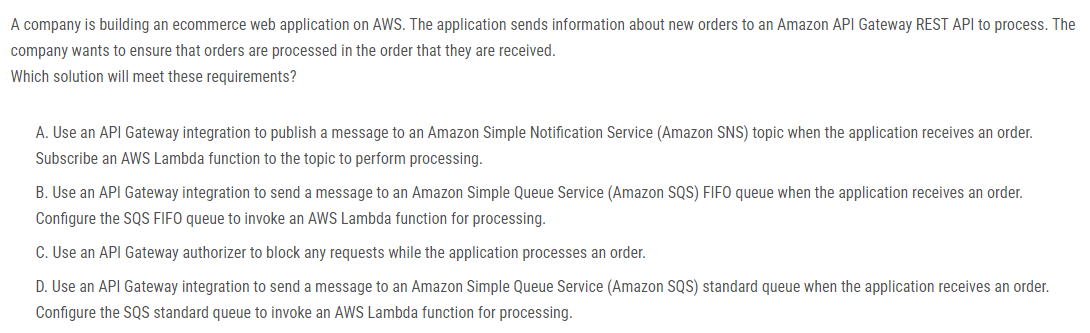 A company is building an ecommerce web application on AWS. The application sends information about new orders to an Amazon API Gateway REST API to process. The
company wants to ensure that orders are processed in the order that they are received.
Which solution will meet these requirements?
A. Use an API Gateway integration to publish a message to an Amazon Simple Notification Service (Amazon SNS) topic when the application receives an order.
Subscribe an AWS Lambda function to the topic to perform processing.
B. Use an API Gateway integration to send a message to an Amazon Simple Queue Service (Amazon SQS) FIFO queue when the application receives an order.
Configure the SQS FIFO queue to invoke an AWS Lambda function for processing.
C. Use an API Gateway authorizer to block any requests while the application processes an order.
D. Use an API Gateway integration to send a message to an Amazon Simple Queue Service (Amazon SQS) standard queue when the application receives an order.
Configure the SQS standard queue to invoke an AWS Lambda function for processing.